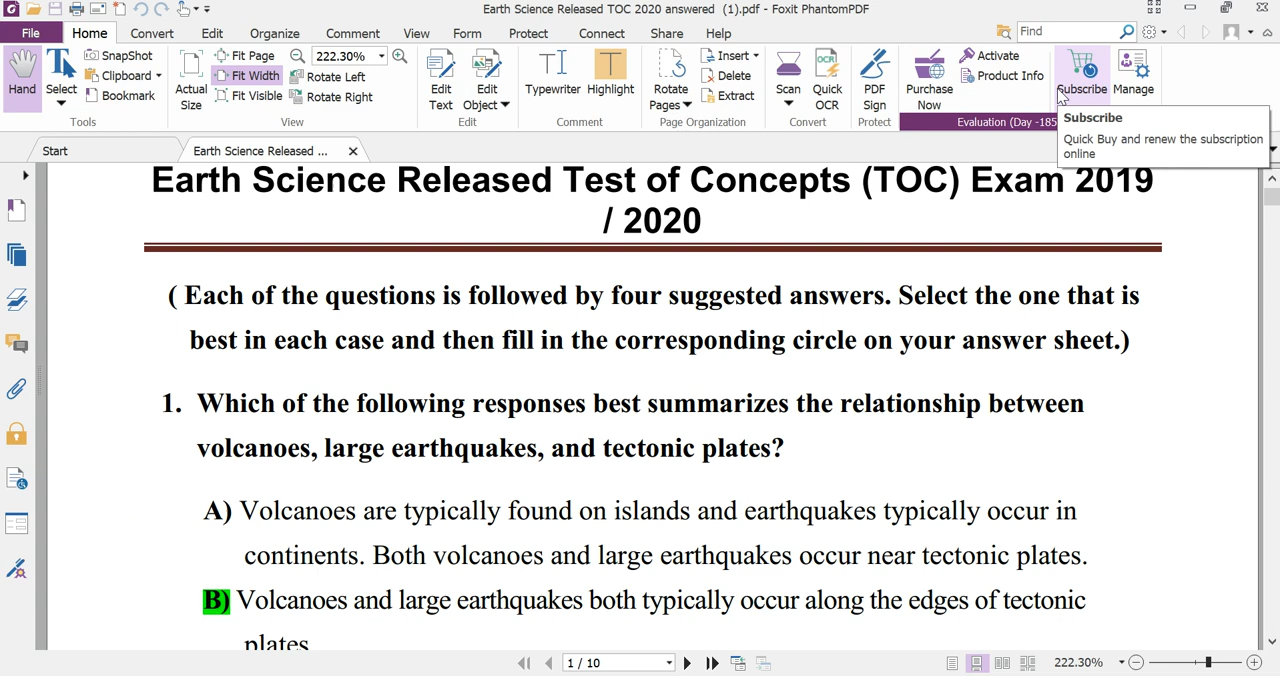 Earth Science Released TOC 2020 answered (1).pdf - Foxit PhantomPDF
File Home Convert Edit Organize Comment View Form Protect Connect Share Help Find
Hand
Select
SnapShot
Clipboard
Bookmark
Tools
Actual Size
Fit Page
Fit Width
Fit Visible
222.30%
Rotate Left
Rotate Right
View
Edit Text
Edit Object
Edit
Typewriter
Highlight
Comment
Rotate Pages
Insert
Delete
Extract
Page Organization
Scan
Quick OCR
Convert
PDF Sign
Protect
Purchase Now
Activate
Product Info
Evaluation (Day -185
Subscribe
Manage
Subscribe
Quick Buy and renew the subscription
online
Start
Earth Science Released ...
Earth Science Released Test of Concepts (TOC) Exam 2019
/ 2020
( Each of the questions is followed by four suggested answers. Select the one that is
best in each case and then fill in the corresponding circle on your answer sheet.)
1. Which of the following responses best summarizes the relationship between
volcanoes, large earthquakes, and tectonic plates?
A) Volcanoes are typically found on islands and earthquakes typically occur in
continents. Both volcanoes and large earthquakes occur near tectonic plates.
B) Volcanoes and large earthquakes both typically occur along the edges of tectonic
plates
1 / 10
222.30%